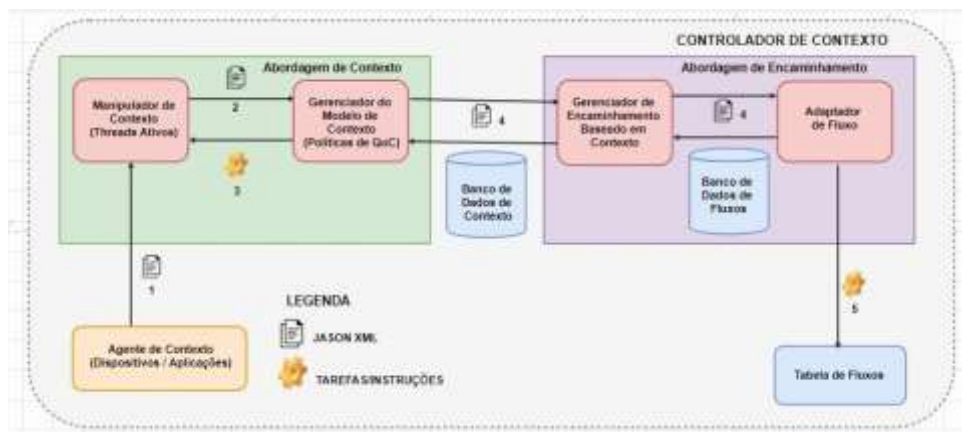 CONTROLADOR DE CONTEXTO
Abordagem de Contexto
Abordagem de Encaminhamento
Manipulador de
Contexto
(Threads Ativos)
2
3
Gerenciador do
Modelo de
Contexto
(Políticas de QoC)
4
Banco de
Dados de
Contexto
Gerenciador de
Encaminhamento
Baseado em
Contexto
4
Banco de
Dados de
Fluxos
Adaptador
de Fluxo
1
5
LEGENDA
JASON XML
TAREFAS/INSTRUÇÕES
Agente de Contexto
(Dispositivos / Aplicações)
Tabela de Fluxos